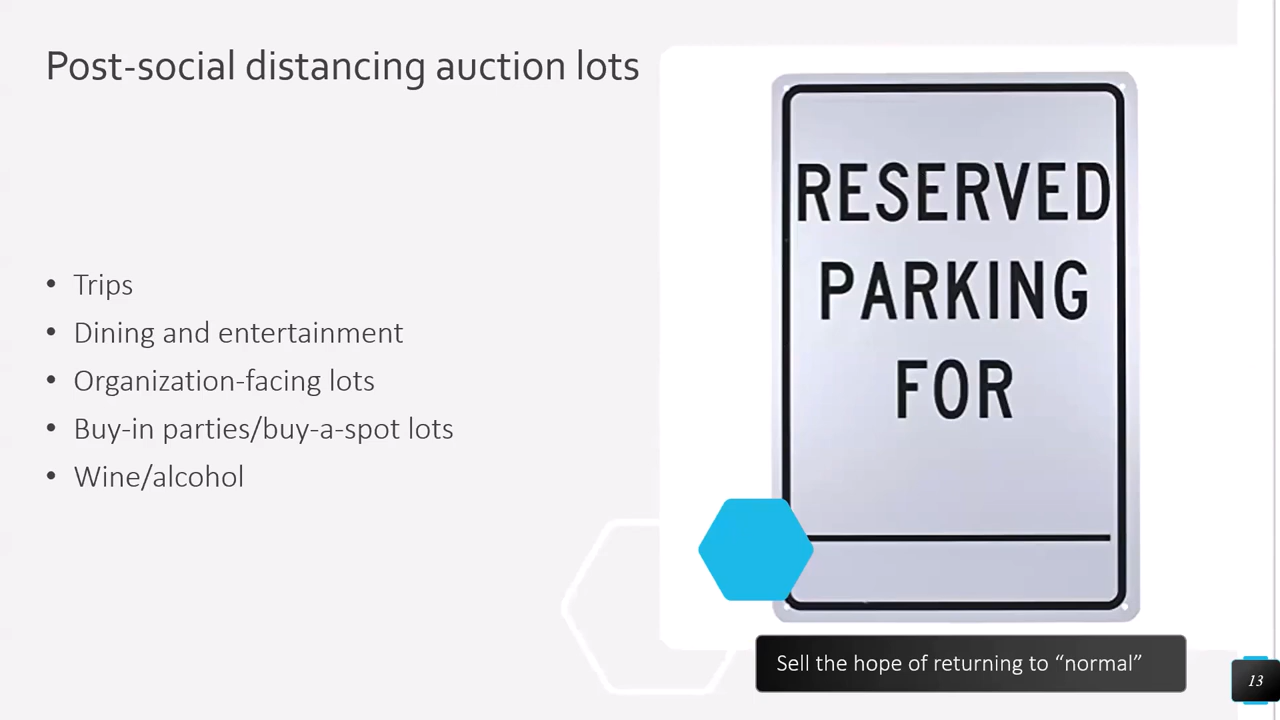 Post-social distancing auction lots
• Trips
• Dining and entertainment
• Organization-facing lots
• Buy-in parties/buy-a-spot lots
• Wine/alcohol
RESERVED
PARKING
FOR
Sell the hope of returning to “normal”
13